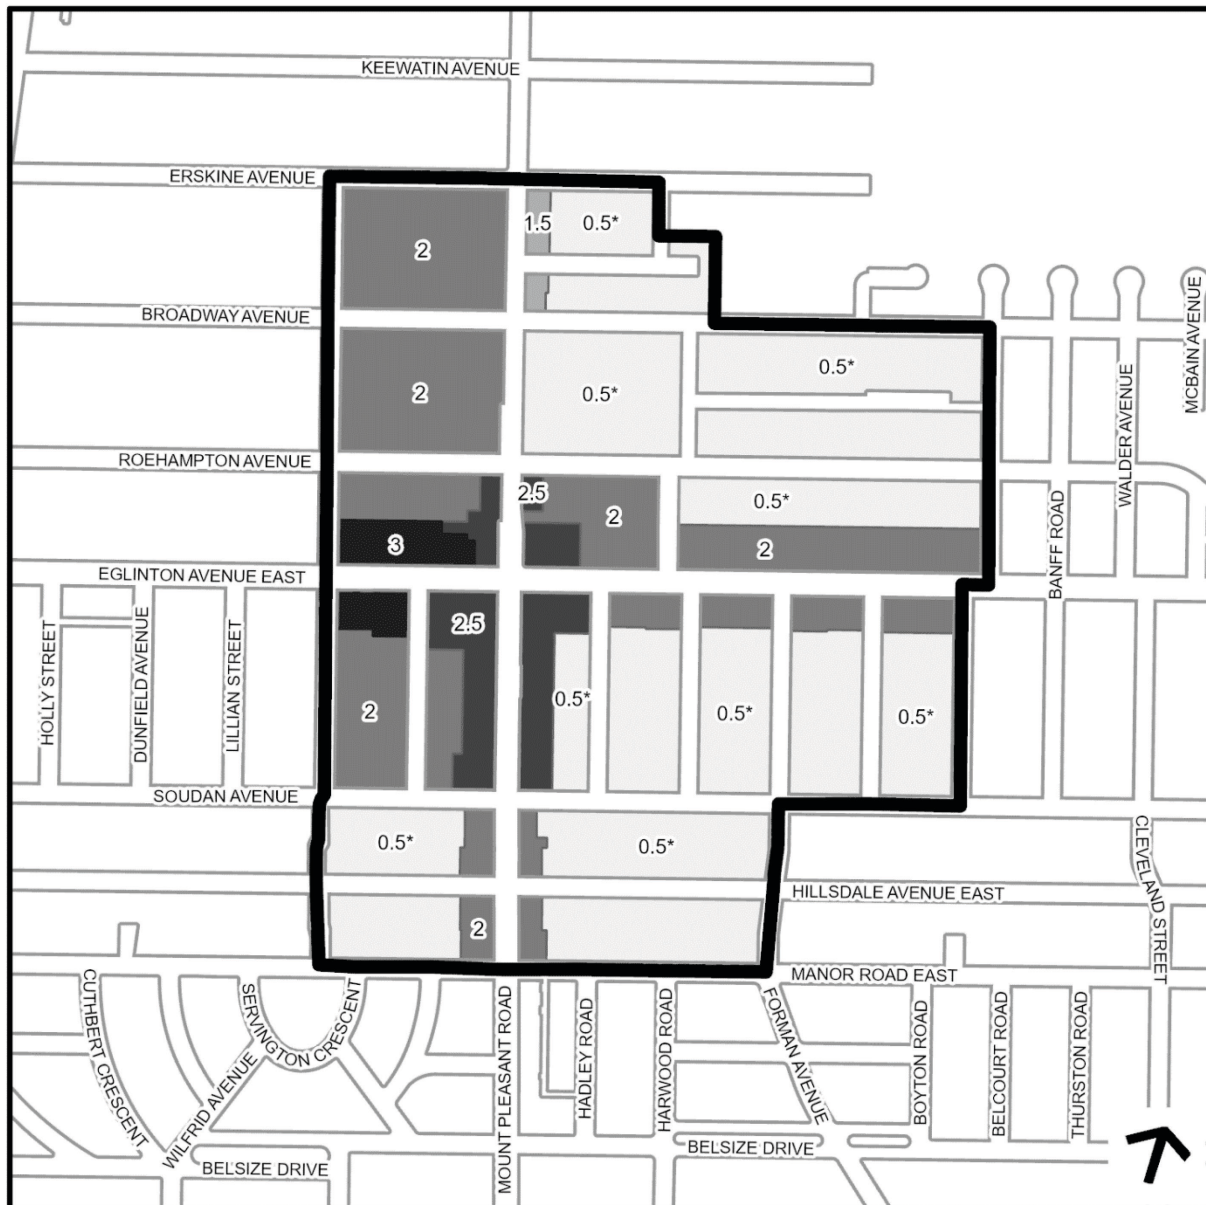 KEEWATIN AVENUE
ERSKINE AVENUE
1.5
0.5*
2
BROADWAY AVENUE
MCBAIN AVENUE
0.5*
2
0.5*
WALDER AVENUE
ROEHAMPTON AVENUE
2.5
0.5*
2
3
2
BANFF ROAD
EGLINTON AVENUE EAST
2.5
HOLLY STREET
DUNFIELD AVENUE
LILLIAN STREET
0.5*
2
0.5*
0.5*
SOUDAN AVENUE
0.5*
0.5*
CLEVELAND STREET
HILLSDALE AVENUE EAST
2
MANOR ROAD EAST
CUTHBERT CRESCENT
SERVINGTON CRESCENT
WILFRID AVENUE
MOUNT PLEASANT ROAD
HADLEY ROAD
HARWOOD ROAD
FORMAN AVENUE
BOYTON ROAD
BELCOURT ROAD
THURSTON ROAD
BELSIZE DRIVE
BELSIZE DRIVE